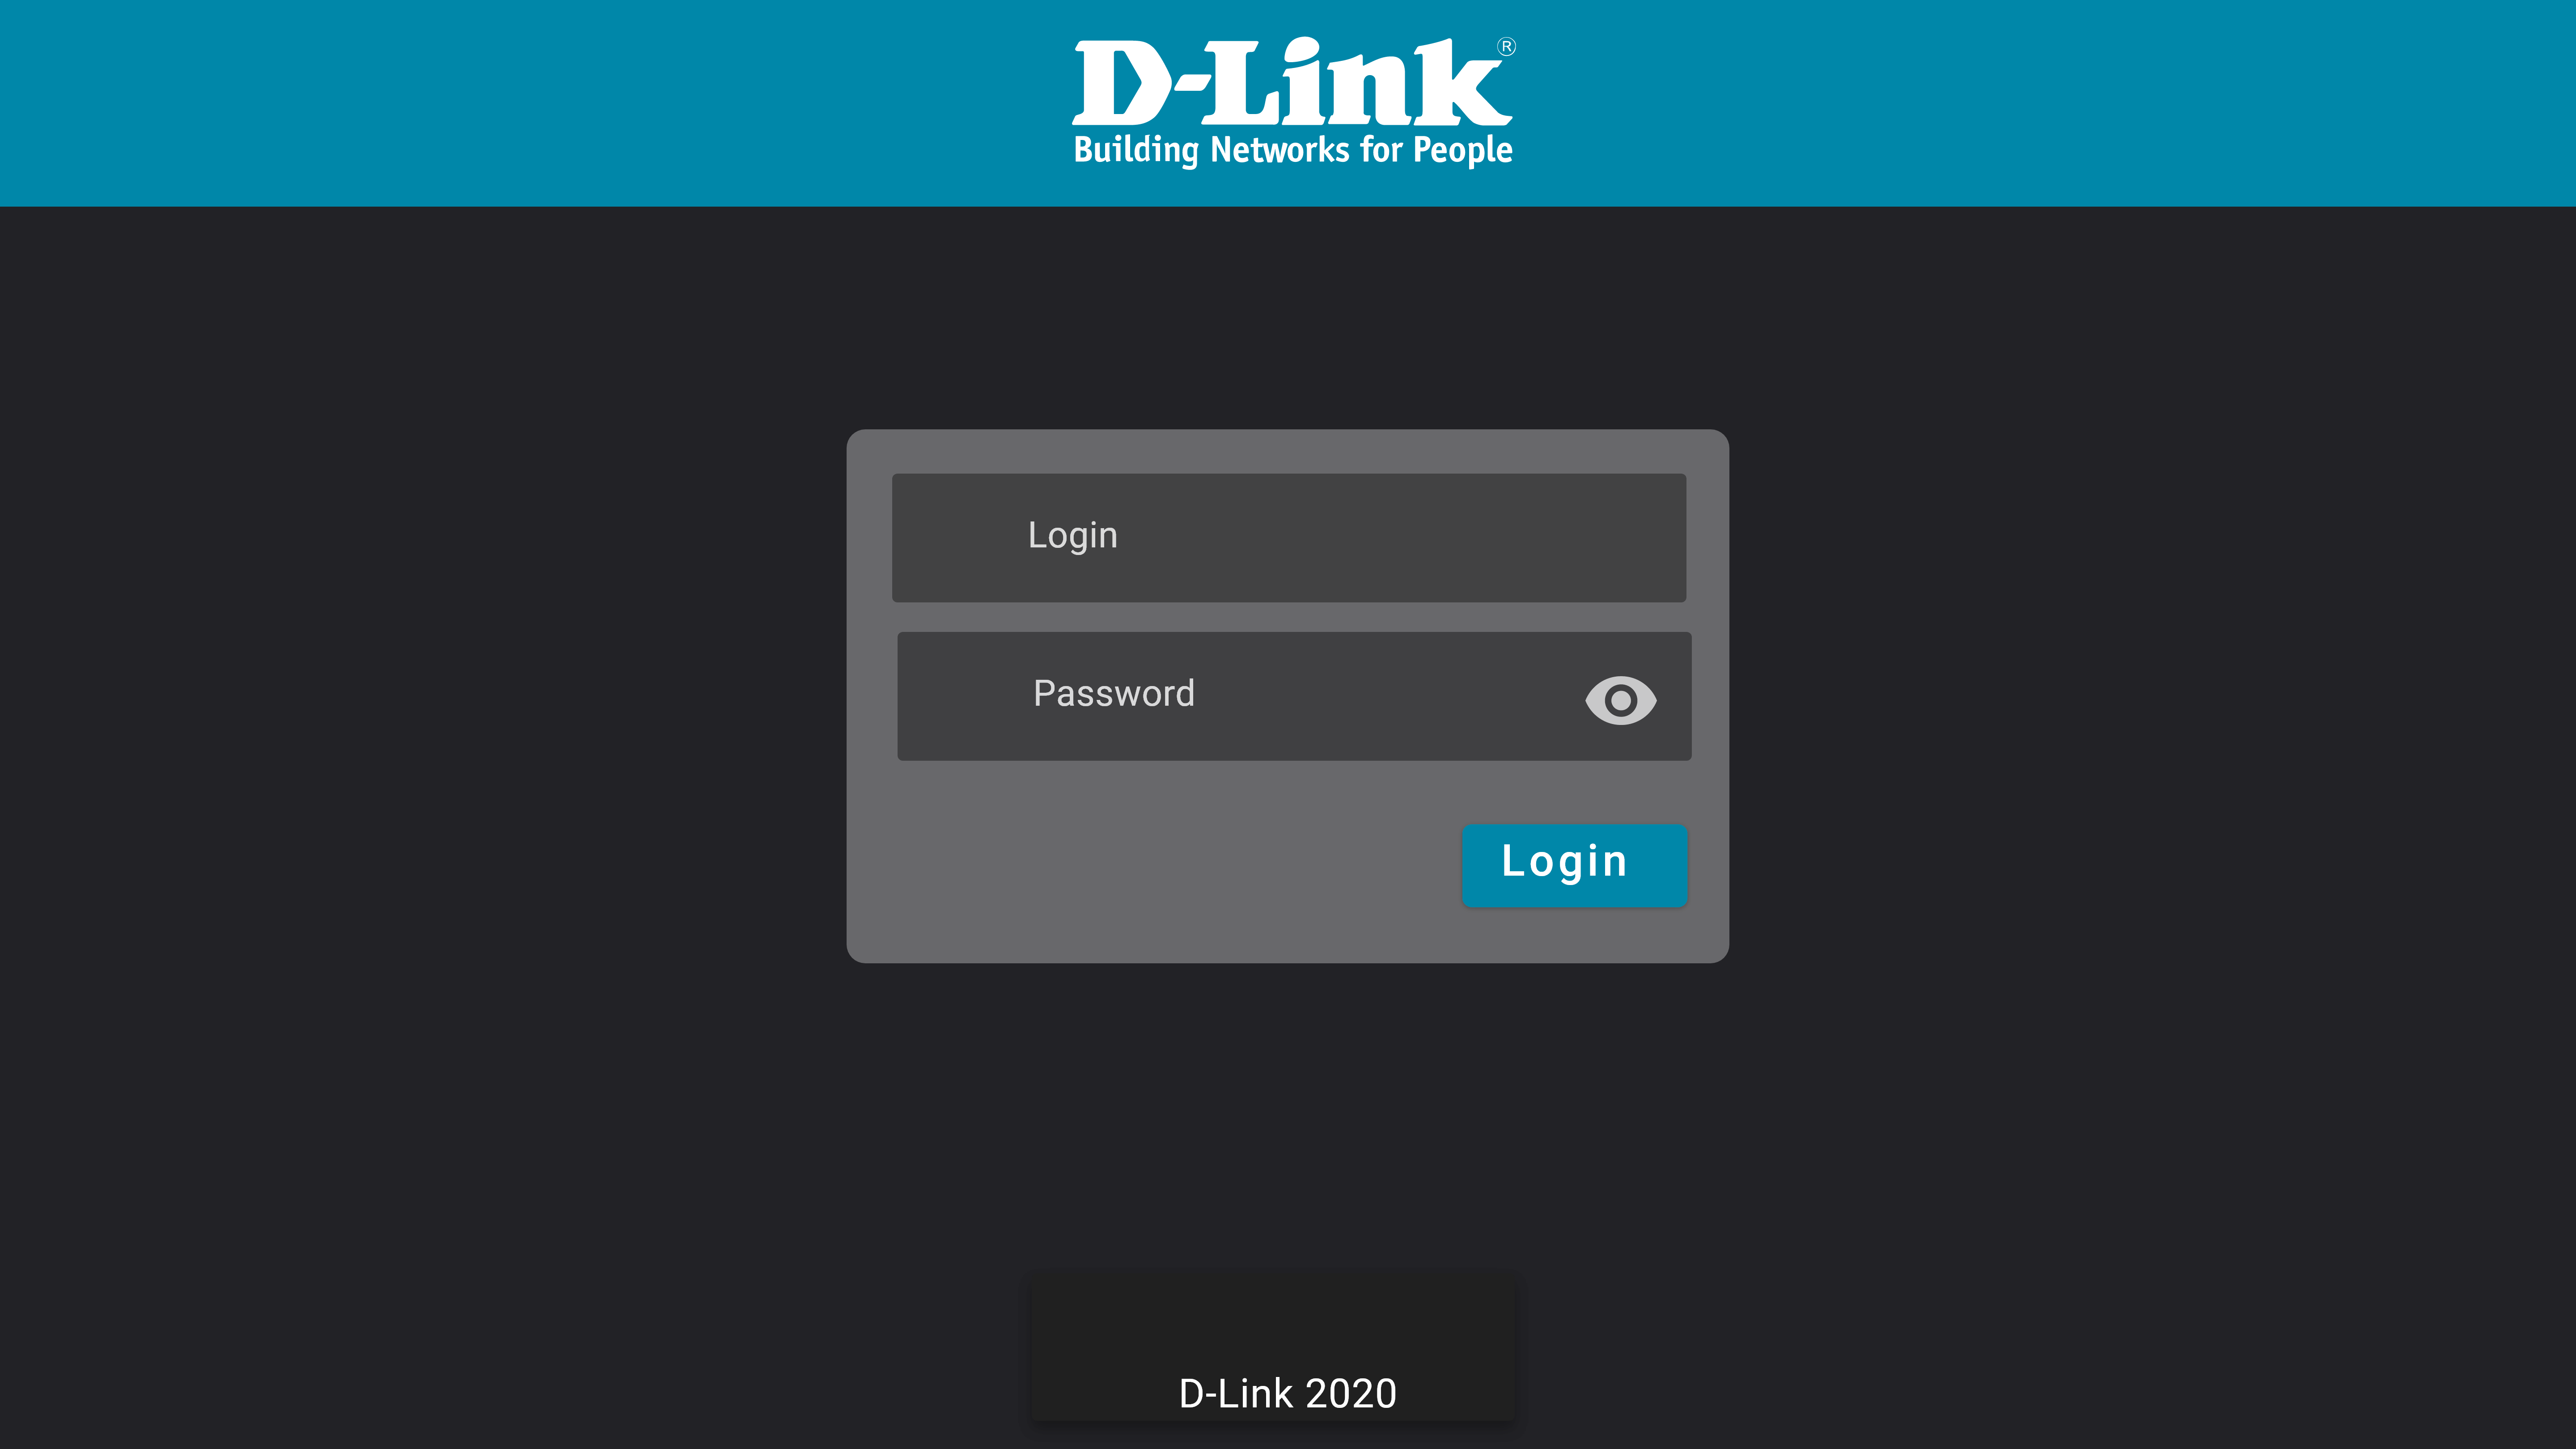 D-Link®
Building Networks for People
Login
Password
Login
D-Link 2020